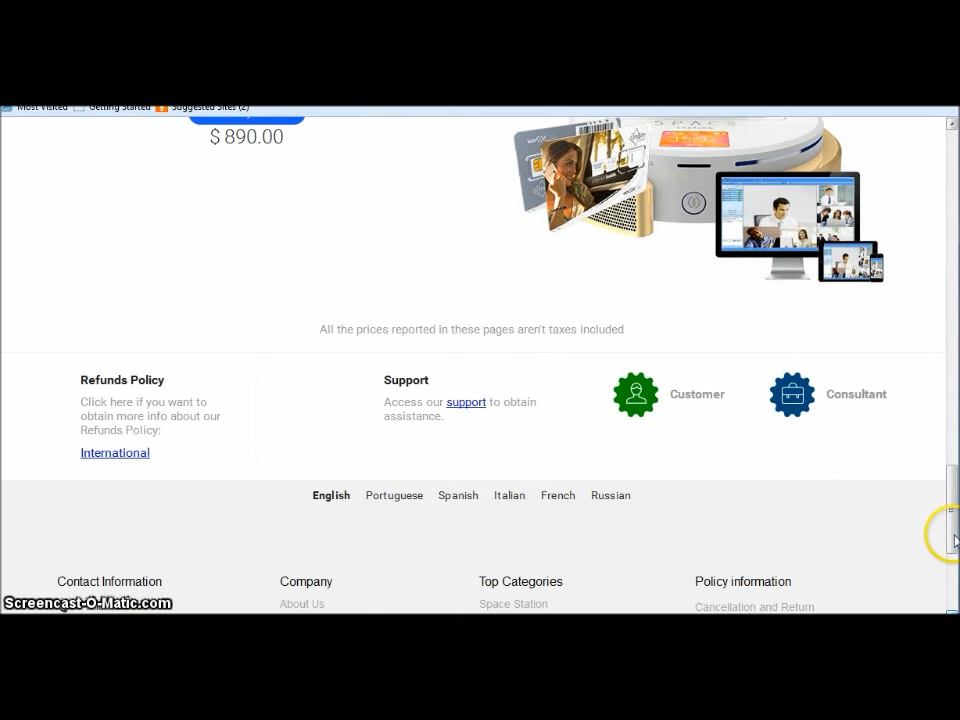 Most Visited Getting Started Suggested Sites (2)
$ 890.00
SPACE
All the prices reported in these pages aren't taxes included
Refunds Policy
Click here if you want to
obtain more info about our
Refunds Policy:
International
Support
Access our support to obtain
assistance.
Customer
Consultant
English Portuguese Spanish Italian French Russian
Contact Information
Company
About Us
Top Categories
Space Station
Policy information
Cancellation and Return
Screencast-O-Matic.com